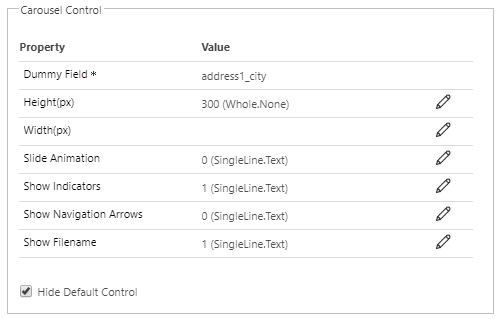 Carousel Control
Property Value
Dummy Field * address1_city
Height(px) 300 (Whole.None)
Width(px)
Slide Animation 0 (SingleLine.Text)
Show Indicators 1 (SingleLine.Text)
Show Navigation Arrows 0 (SingleLine.Text)
Show Filename 1 (SingleLine.Text)
Hide Default Control